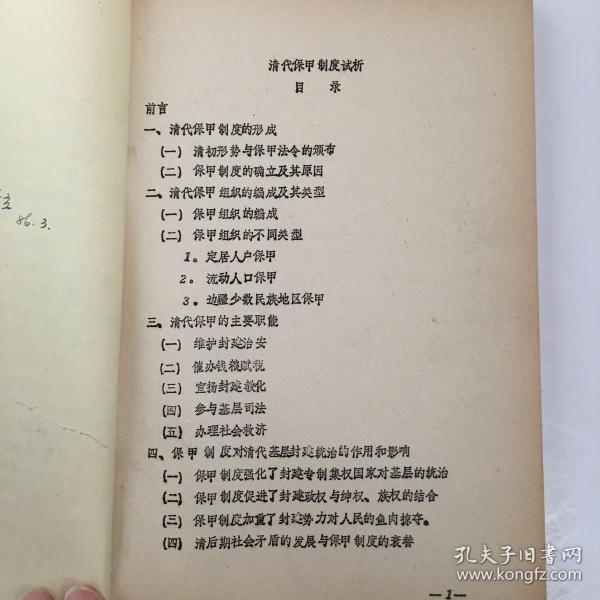 清代保甲制度试析
目 录
前言
一、清代保甲制度的形成
(一) 清初形势与保甲法令的颁布
(二) 保甲制度的确立及其原因
二、清代保甲组织的编成及其类型
(一) 保甲组织的编成
(二) 保甲组织的不同类型
1。定居人户保甲
2。流动人口保甲
3。边疆少数民族地区保甲
三、清代保甲的主要职能
(一) 维护封建治安
(二) 催办钱粮赋税
(三) 宣扬封建教化
(四) 参与基层司法
(五) 办理社会救济
四、保甲制度对清代基层封建统治的作用和影响
(一) 保甲制度强化了封建专制集权国家对基层的统治
(二) 保甲制度促进了封建政权与绅权、族权的结合
(三) 保甲制度加重了封建势力对人民的鱼肉掠夺。
(四) 清后期社会矛盾的发展与保甲制度的衰替
—1—
86.3.
孔夫子旧书网
www.kongfz.com